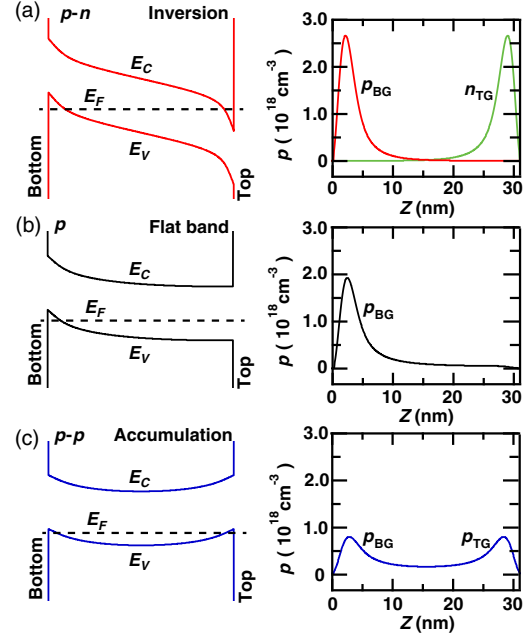 (a) p-n Inversion
E_C
E_F
E_V
Bottom
Top
3.0
2.0
1.0
0
p ( 10^18 cm^-3 )
p_BG
n_TG
0 10 20 30
Z (nm)
(b) p Flat band
E_C
E_F
E_V
Bottom
Top
3.0
2.0
1.0
0
p ( 10^18 cm^-3 )
p_BG
0 10 20 30
Z (nm)
(c) p-p Accumulation
E_C
E_F
E_V
Bottom
Top
3.0
2.0
1.0
0
p ( 10^18 cm^-3 )
p_BG
p_TG
0 10 20 30
Z (nm)